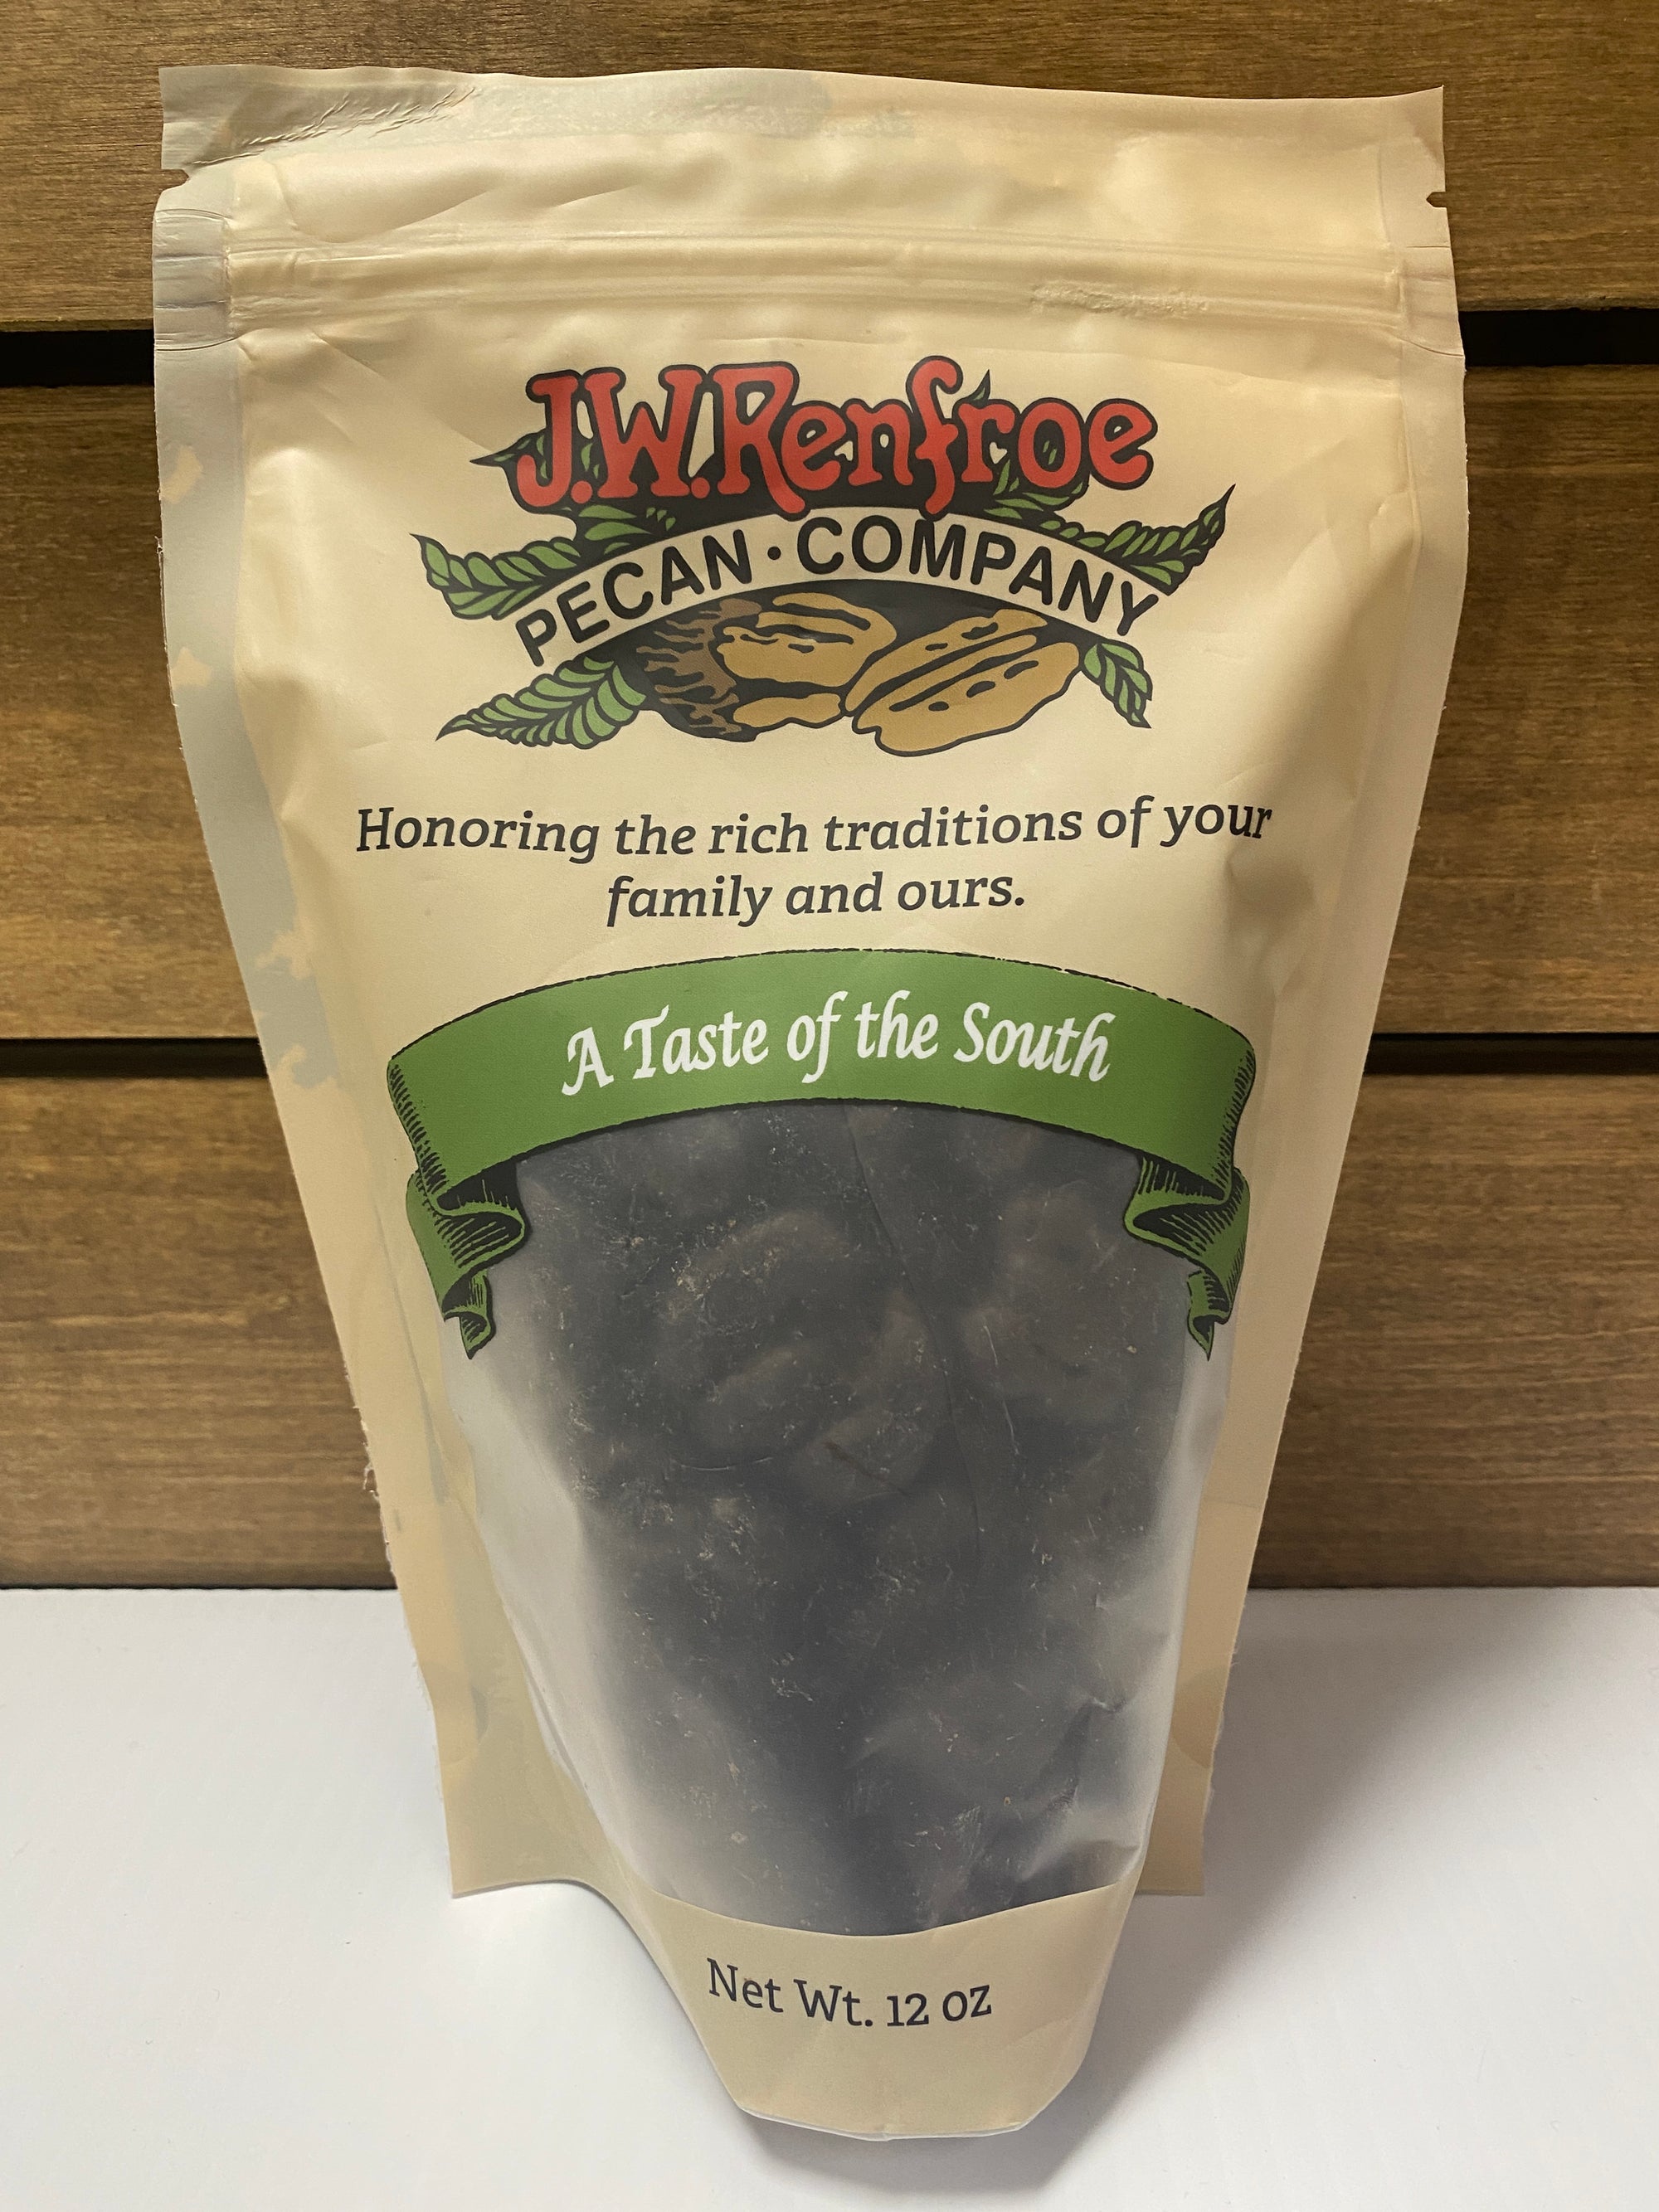 J.W. Renfroe
PECAN · COMPANY
Honoring the rich traditions of your
family and ours.
A Taste of the South
Net Wt. 12 oz